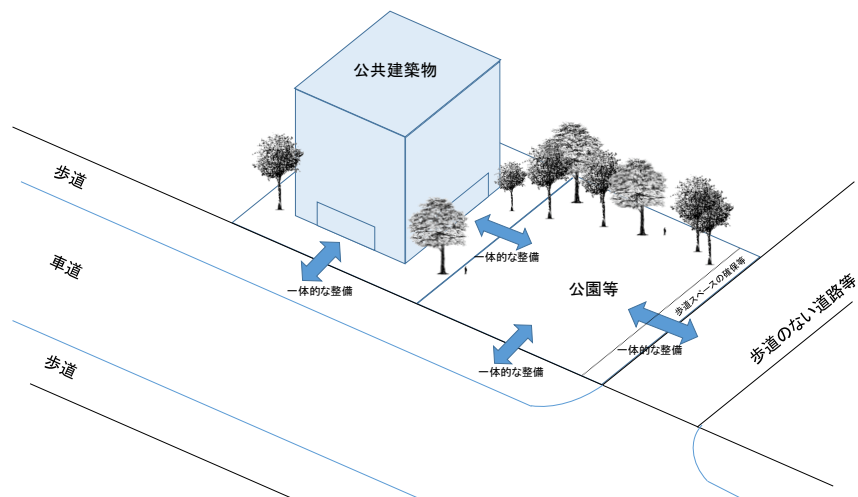 公共建築物
歩道
車道
歩道
一体的な整備
一体的な整備
公園等
歩道スペースの確保等
一体的な整備
一体的な整備
歩道のない道路等